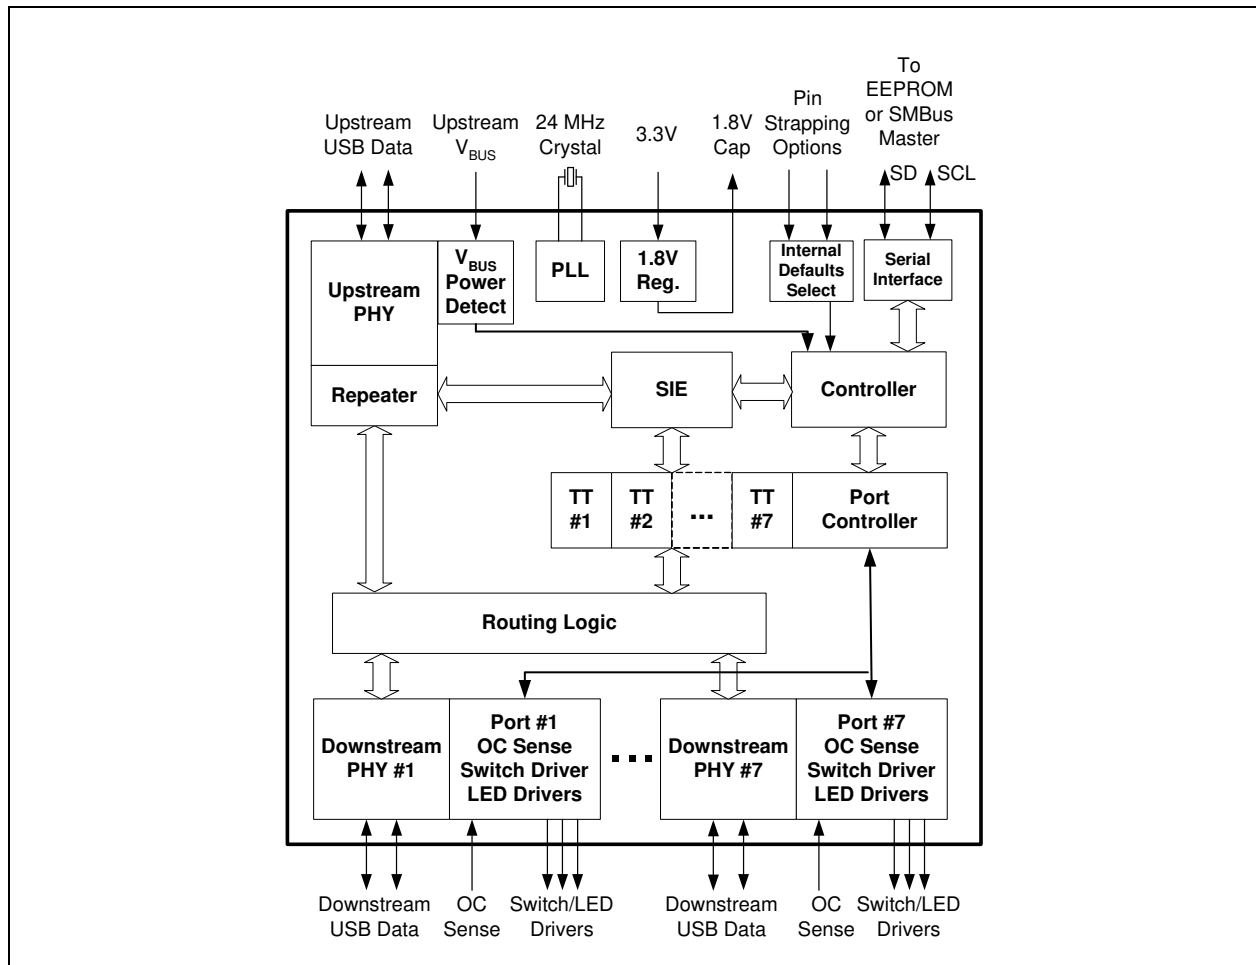 To
EEPROM
or SMBus
Master
Pin
Strapping
Options
Upstream
USB Data
Upstream
VBUS
24 MHz
Crystal
3.3V
1.8V
Cap
SD
SCL
Upstream
PHY
VBUS
Power
Detect
PLL
1.8V
Reg.
Internal
Defaults
Select
Serial
Interface
Repeater
SIE
Controller
TT
#1
TT
#2
...
TT
#7
Port
Controller
Routing Logic
Downstream
PHY #1
Port #1
OC Sense
Switch Driver
LED Drivers
...
Downstream
PHY #7
Port #7
OC Sense
Switch Driver
LED Drivers
Downstream
USB Data
OC
Sense
Switch/LED
Drivers
Downstream
USB Data
OC
Sense
Switch/LED
Drivers